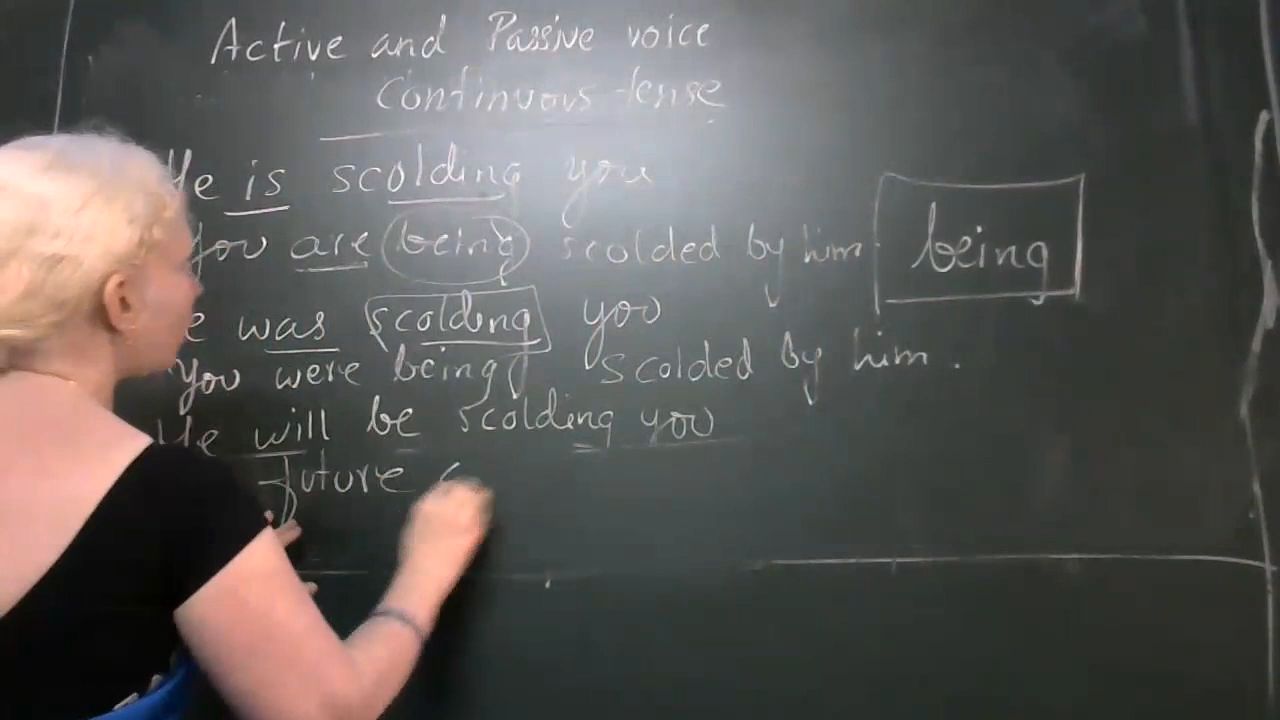 Active and Passive voice
Continuous tense
He is scolding you
You are being scolded by him being
was scolding you
You were being scolded by him.
He will be scolding you
future